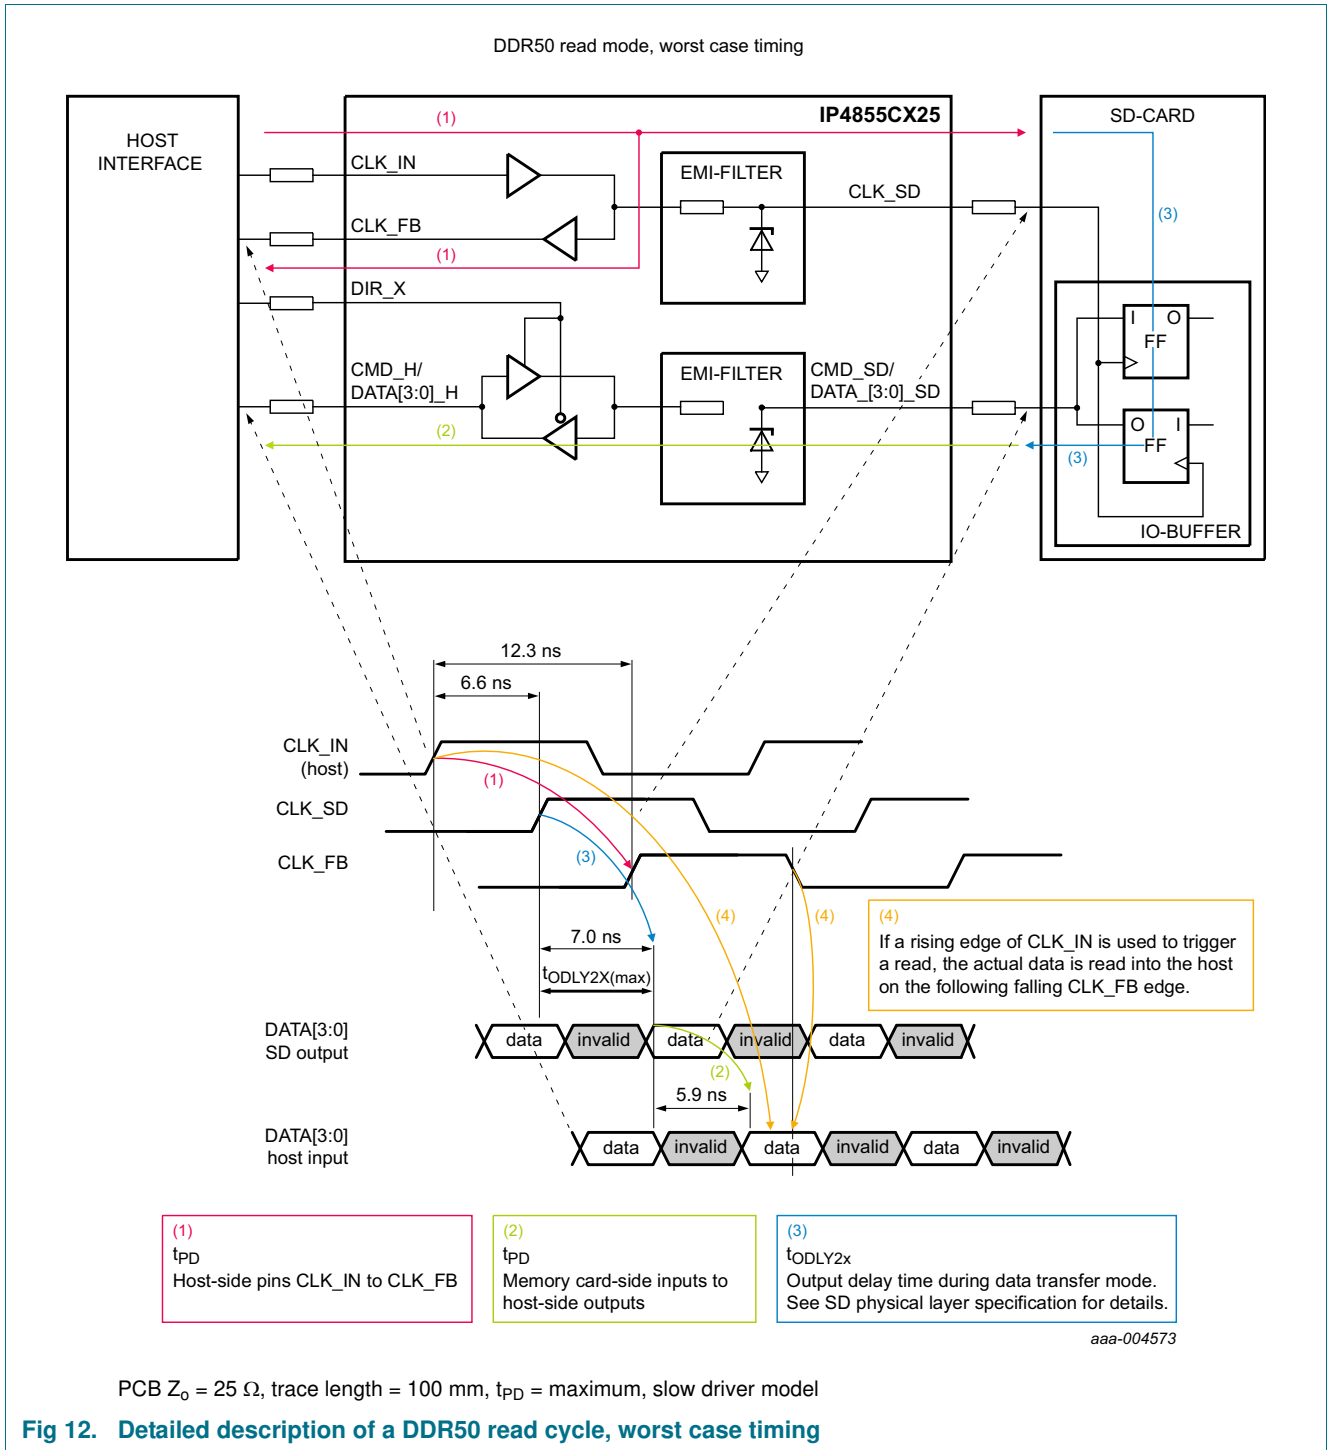 DDR50 read mode, worst case timing
HOST
INTERFACE
(1)
IP4855CX25
SD-CARD
CLK_IN
EMI-FILTER
CLK_SD
CLK_FB
(3)
(1)
DIR_X
I O
FF
CMD_H/
DATA[3:0]_H
EMI-FILTER
CMD_SD/
DATA_[3:0]_SD
(2)
O I
FF
(3)
IO-BUFFER
12.3 ns
6.6 ns
CLK_IN
(host)
(1)
CLK_SD
CLK_FB
(3)
(4)
(4)
(4)
If a rising edge of CLK_IN is used to trigger
a read, the actual data is read into the host
on the following falling CLK_FB edge.
7.0 ns
tODLY2X(max)
DATA[3:0]
SD output
data invalid data invalid data invalid
(2)
5.9 ns
DATA[3:0]
host input
data invalid data invalid data invalid
(1)
tPD
Host-side pins CLK_IN to CLK_FB
(2)
tPD
Memory card-side inputs to
host-side outputs
(3)
tODLY2x
Output delay time during data transfer mode.
See SD physical layer specification for details.
aaa-004573
PCB Zo = 25 Ω, trace length = 100 mm, tPD = maximum, slow driver model
Fig 12. Detailed description of a DDR50 read cycle, worst case timing